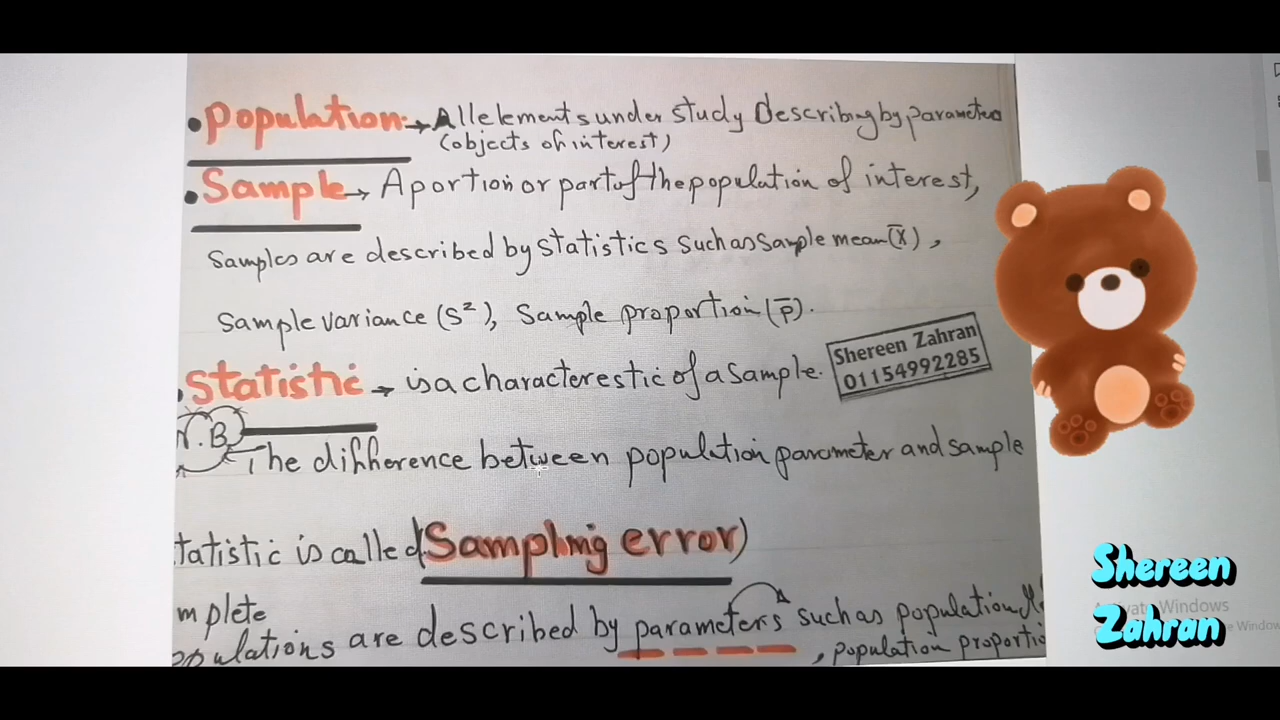 • Population → All elements under study Describing by parameters
(objects of interest)
• Sample → A portion or part of the population of interest,
Samples are described by statistics such as sample mean (x̄),
Sample variance (S²), Sample proportion (p̄).
• Statistic → is a characterestic of a Sample.
Shereen Zahran
01154992285
N.B
The difference between population parameter and sample
tatistic is called (Sampling error)
mplete
opulations are described by parameters such as population
, population proportio
Shereen
Zahran
Activate Windows